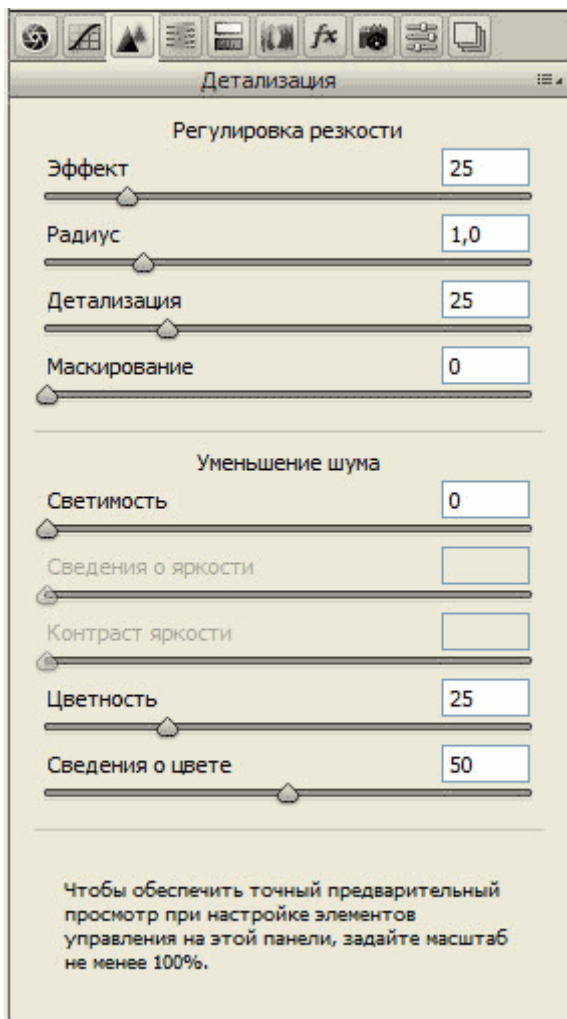 fx
Детализация
Регулировка резкости
Эффект 25
Радиус 1,0
Детализация 25
Маскирование 0
Уменьшение шума
Светимость 0
Сведения о яркости
Контраст яркости
Цветность 25
Сведения о цвете 50
Чтобы обеспечить точный предварительный
просмотр при настройке элементов
управления на этой панели, задайте масштаб
не менее 100%.